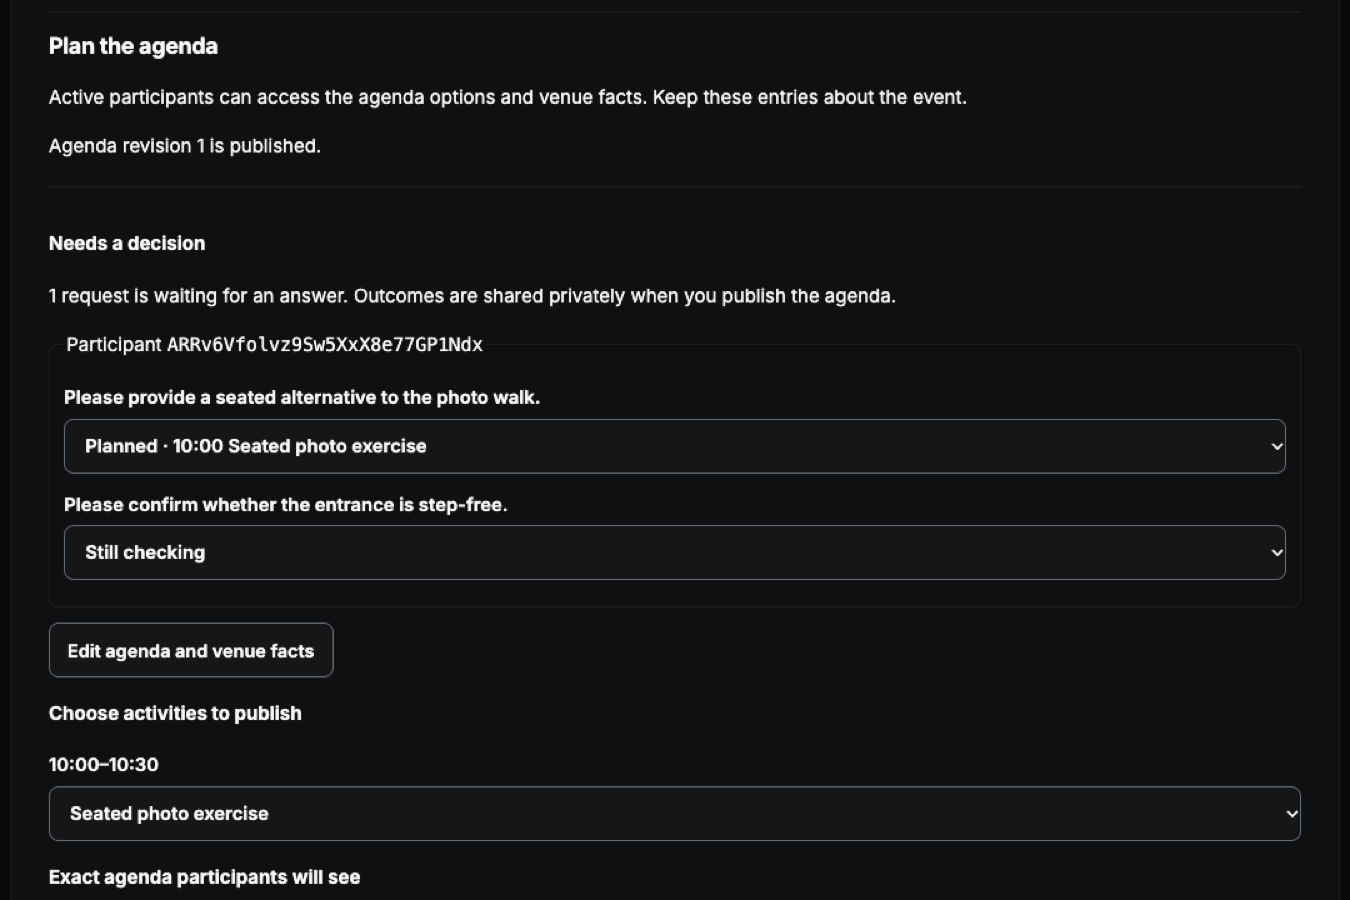 Plan the agenda
Active participants can access the agenda options and venue facts. Keep these entries about the event.
Agenda revision 1 is published.
Needs a decision
1 request is waiting for an answer. Outcomes are shared privately when you publish the agenda.
Participant ARRv6Vfolvz9Sw5XxX8e77GP1Ndx
Please provide a seated alternative to the photo walk.
Planned · 10:00 Seated photo exercise
Please confirm whether the entrance is step-free.
Still checking
Edit agenda and venue facts
Choose activities to publish
10:00–10:30
Seated photo exercise
Exact agenda participants will see